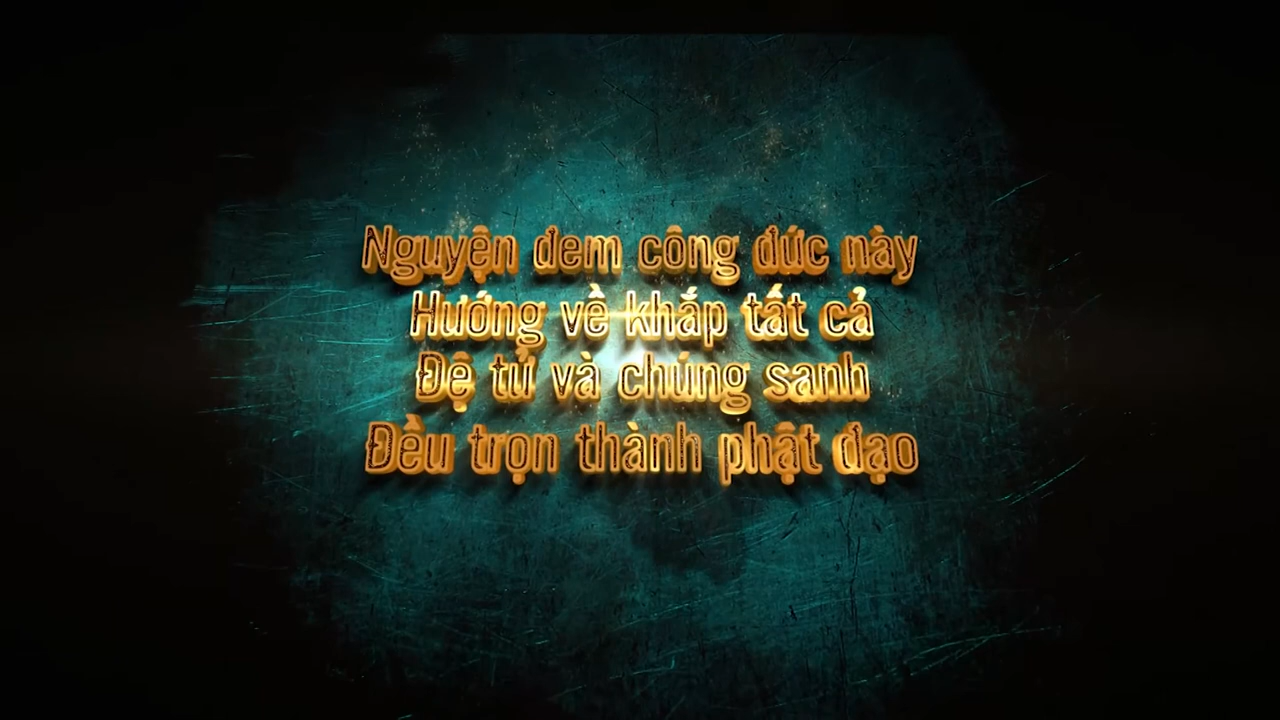 Nguyện đem công đức này
Hướng về khắp tất cả
Đệ tử và chúng sanh
Đều trọn thành phật đạo